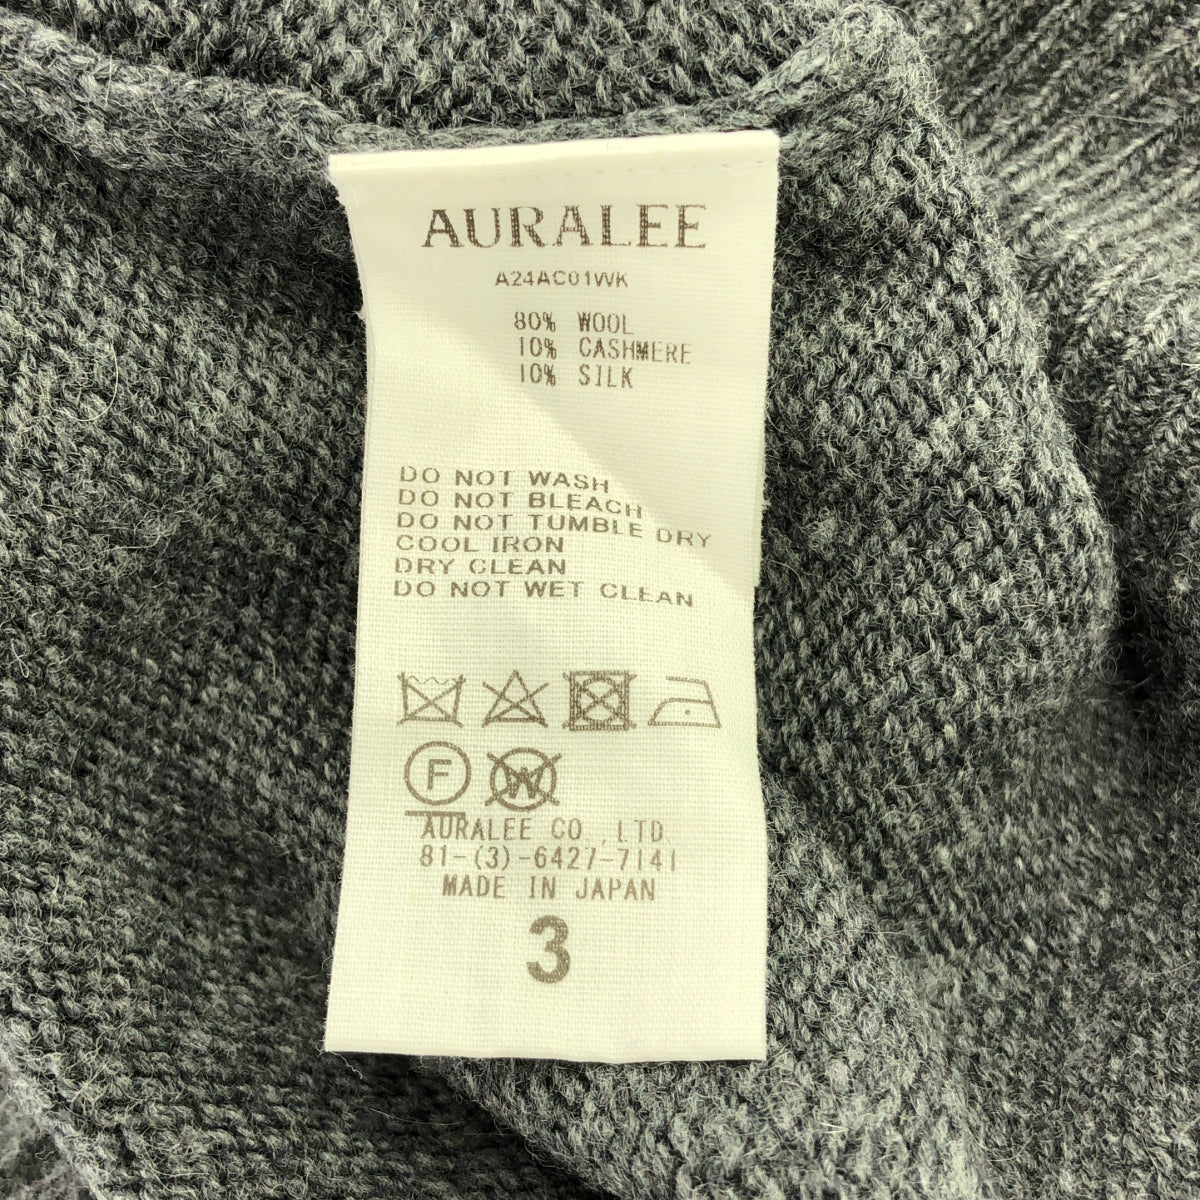 AURALEE
A24AC01WK
80% WOOL
10% CASHMERE
10% SILK
DO NOT WASH
DO NOT BLEACH
DO NOT TUMBLE DRY
COOL IRON
DRY CLEAN
DO NOT WET CLEAN
F W
AURALEE CO.,LTD
81-(3)-6427-7141
MADE IN JAPAN
3